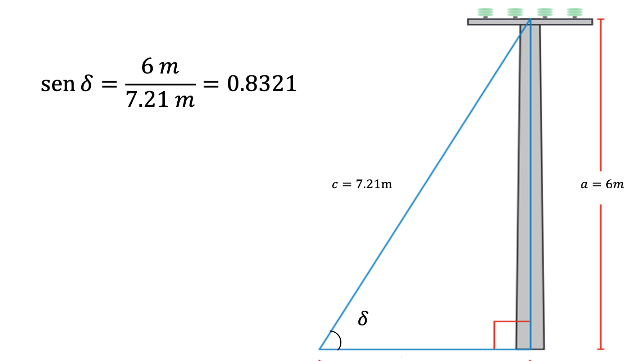 sen δ = 6 m / 7.21 m = 0.8321
c = 7.21m
a = 6m
δ